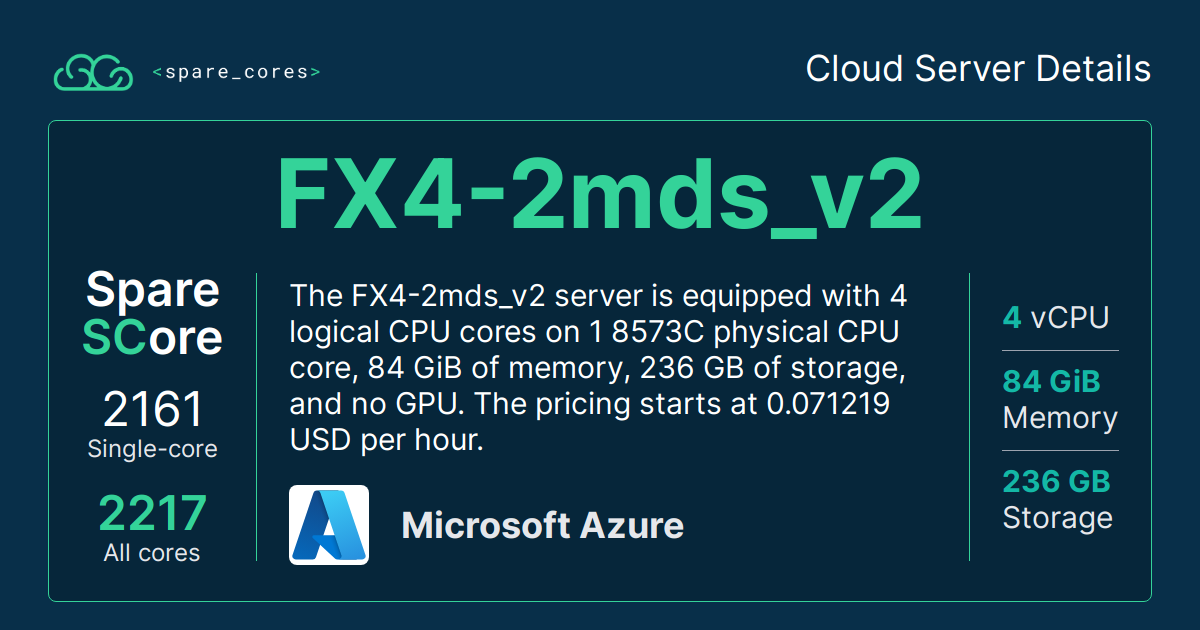 <spare_cores>
Cloud Server Details
FX4-2mds_v2
Spare
SCore
2161
Single-core
2217
All cores
The FX4-2mds_v2 server is equipped with 4
logical CPU cores on 1 8573C physical CPU
core, 84 GiB of memory, 236 GB of storage,
and no GPU. The pricing starts at 0.071219
USD per hour.
Microsoft Azure
4 vCPU
84 GiB
Memory
236 GB
Storage